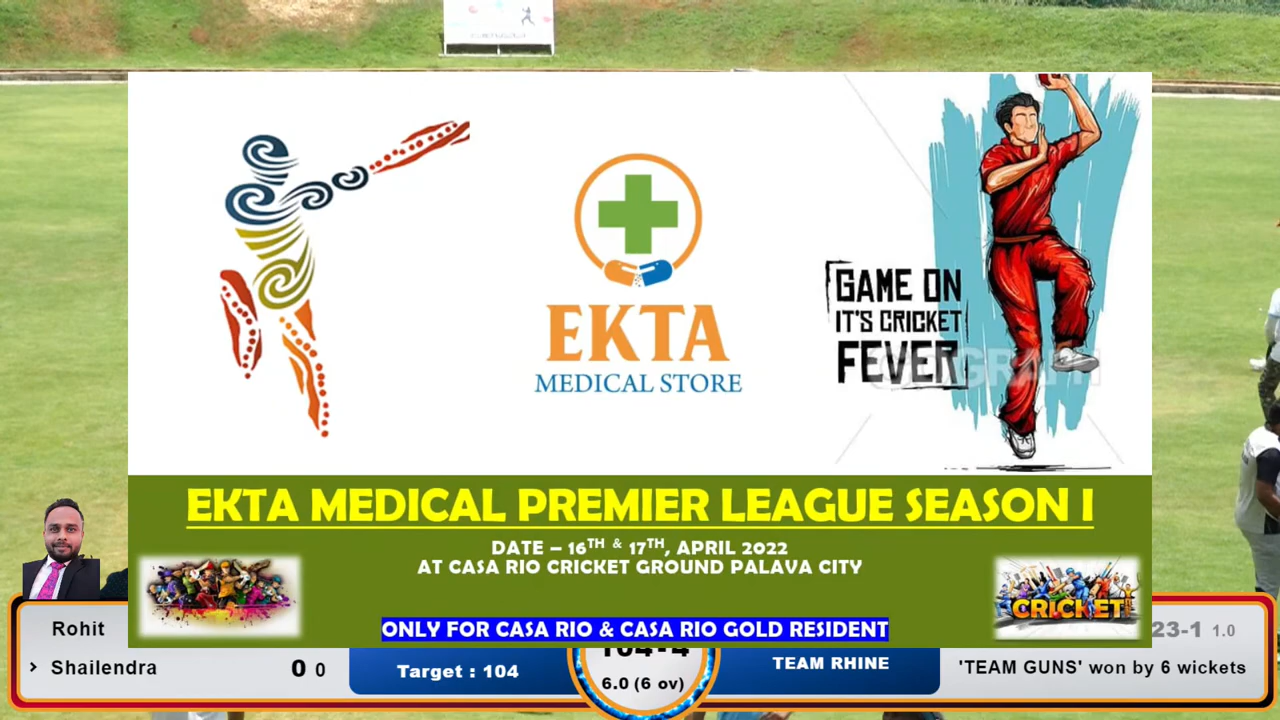 GAME ON
IT'S CRICKET
FEVER
EKTA
MEDICAL STORE
EKTA MEDICAL PREMIER LEAGUE SEASON I
DATE – 16TH & 17TH, APRIL 2022
AT CASA RIO CRICKET GROUND PALAVA CITY
CRICKET
ONLY FOR CASA RIO & CASA RIO GOLD RESIDENT
Rohit
23-1 1.0
› Shailendra 0 0
Target : 104
104-4
6.0 (6 ov)
TEAM RHINE
'TEAM GUNS' won by 6 wickets